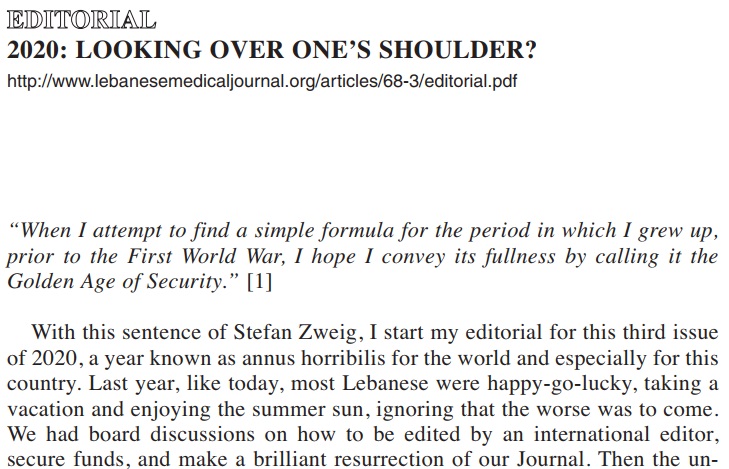 EDITORIAL
2020: LOOKING OVER ONE’S SHOULDER?
http://www.lebanesemedicaljournal.org/articles/68-3/editorial.pdf
“When I attempt to find a simple formula for the period in which I grew up,
prior to the First World War, I hope I convey its fullness by calling it the
Golden Age of Security.” [1]
With this sentence of Stefan Zweig, I start my editorial for this third issue
of 2020, a year known as annus horribilis for the world and especially for this
country. Last year, like today, most Lebanese were happy-go-lucky, taking a
vacation and enjoying the summer sun, ignoring that the worse was to come.
We had board discussions on how to be edited by an international editor,
secure funds, and make a brilliant resurrection of our Journal. Then the un-